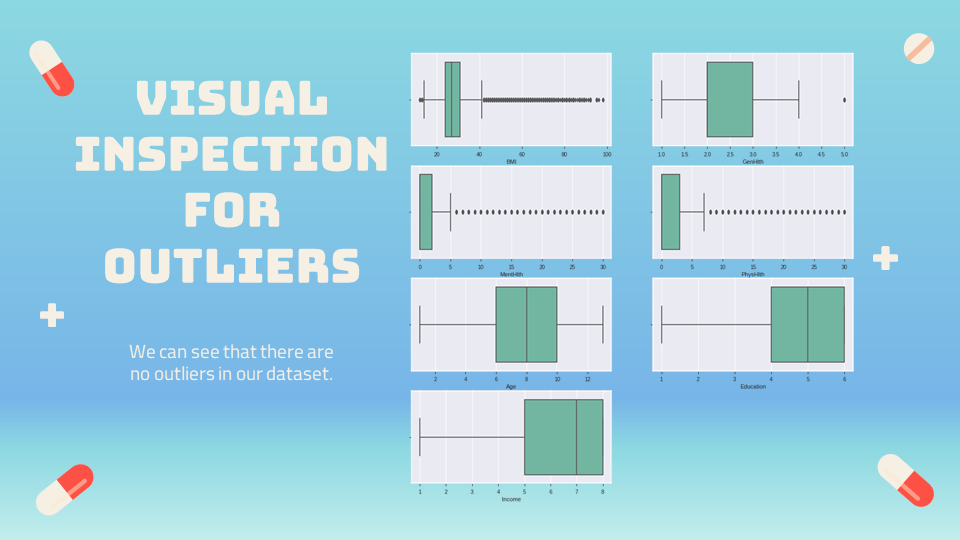 VISUAL
INSPECTION
FOR
OUTLIERS
We can see that there are
no outliers in our dataset.
20 40 60 80 100
BMI
1.0 1.5 2.0 2.5 3.0 3.5 4.0 4.5 5.0
GenHlth
0 5 10 15 20 25 30
MentHlth
0 5 10 15 20 25 30
PhysHlth
2 4 6 8 10 12
Age
1 2 3 4 5 6
Education
1 2 3 4 5 6 7 8
Income